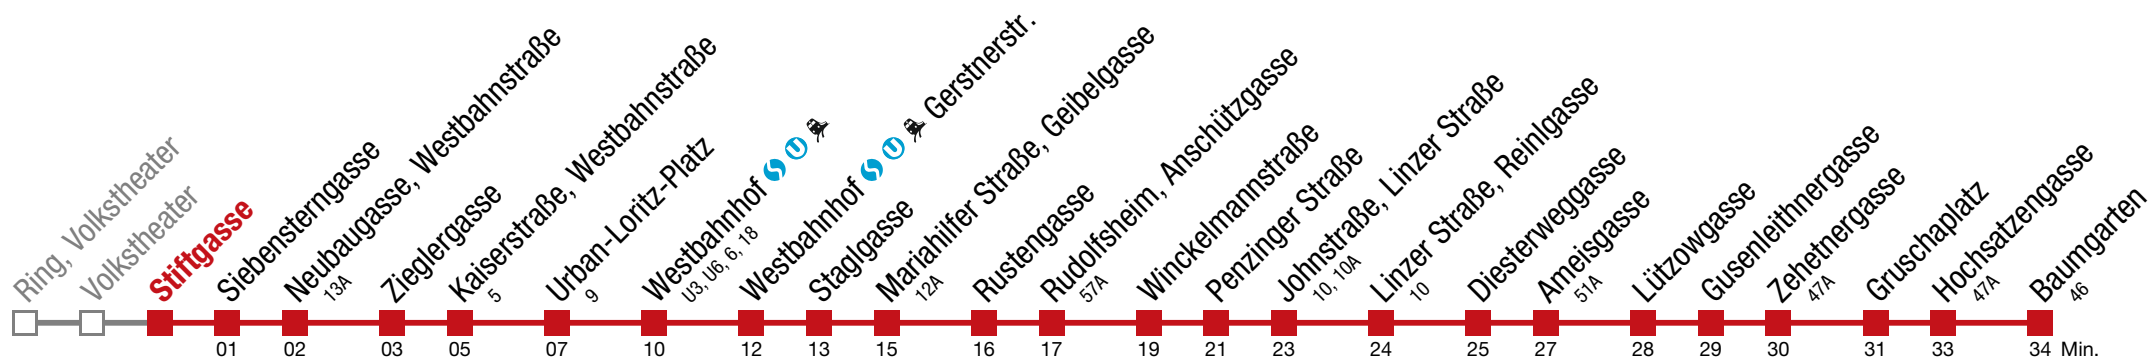 Ring, Volkstheater
Volkstheater
Stiftgasse
Siebensterngasse
01
Neubaugasse, Westbahnstraße
13A
02
Zieglergasse
03
Kaiserstraße, Westbahnstraße
5
05
Urban-Loritz-Platz
9
07
Westbahnhof S U
U3, U6, 6, 18
10
Westbahnhof S U Gerstnerstr.
12
Staglgasse
13
Mariahilfer Straße, Geibelgasse
12A
15
Rustengasse
16
Rudolfsheim, Anschützgasse
57A
17
Winckelmannstraße
19
Penzinger Straße
21
Johnstraße, Linzer Straße
10, 10A
23
Linzer Straße, Reinlgasse
10
24
Diesterweggasse
25
Ameisgasse
51A
27
Lützowgasse
28
Gusenleithnergasse
29
Zehetnergasse
47A
30
Gruschaplatz
31
Hochsatzengasse
47A
33
Baumgarten
46
34 Min.